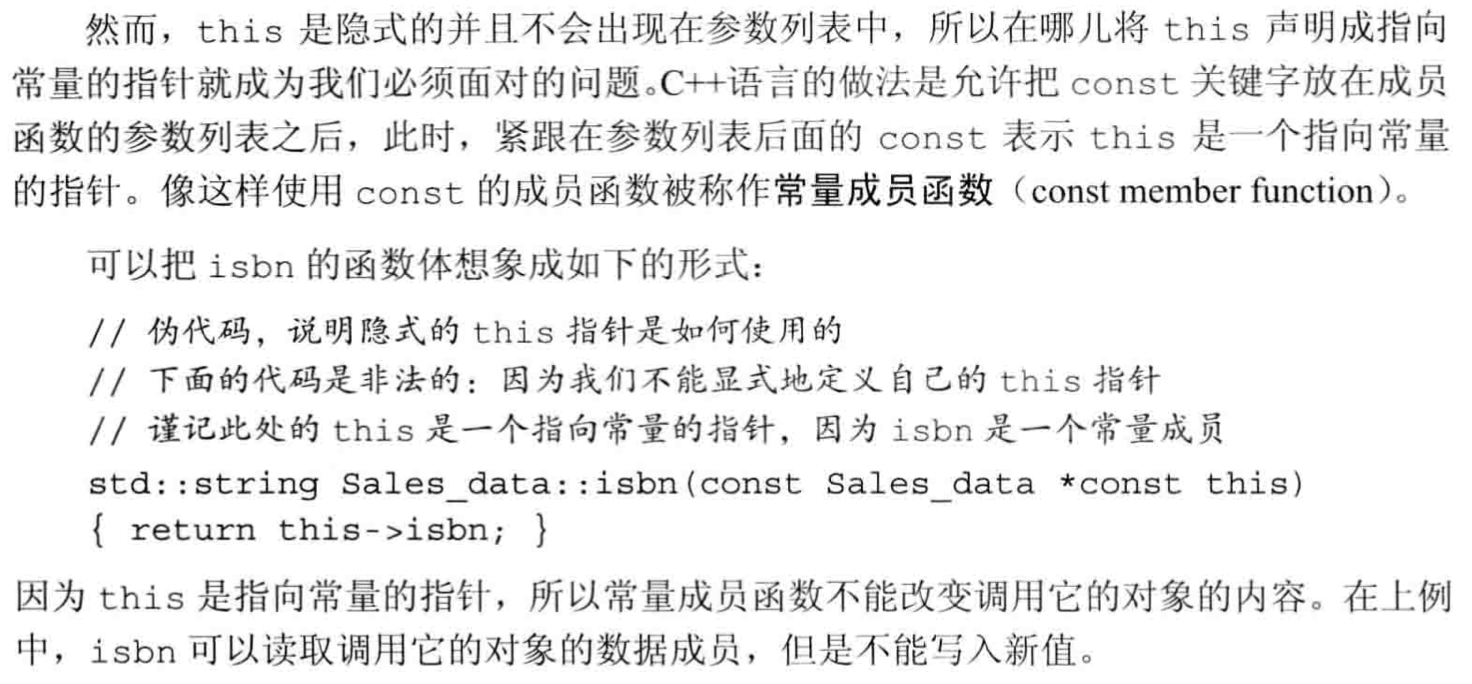 然而，this 是隐式的并且不会出现在参数列表中，所以在哪儿将 this 声明成指向
常量的指针就成为我们必须面对的问题。C++语言的做法是允许把 const 关键字放在成员
函数的参数列表之后，此时，紧跟在参数列表后面的 const 表示 this 是一个指向常量
的指针。像这样使用 const 的成员函数被称作常量成员函数（const member function）。
可以把 isbn 的函数体想象成如下的形式：
// 伪代码，说明隐式的 this 指针是如何使用的
// 下面的代码是非法的：因为我们不能显式地定义自己的 this 指针
// 谨记此处的 this 是一个指向常量的指针，因为 isbn 是一个常量成员
std::string Sales_data::isbn(const Sales_data *const this)
{ return this->isbn; }
因为 this 是指向常量的指针，所以常量成员函数不能改变调用它的对象的内容。在上例
中，isbn 可以读取调用它的对象的数据成员，但是不能写入新值。